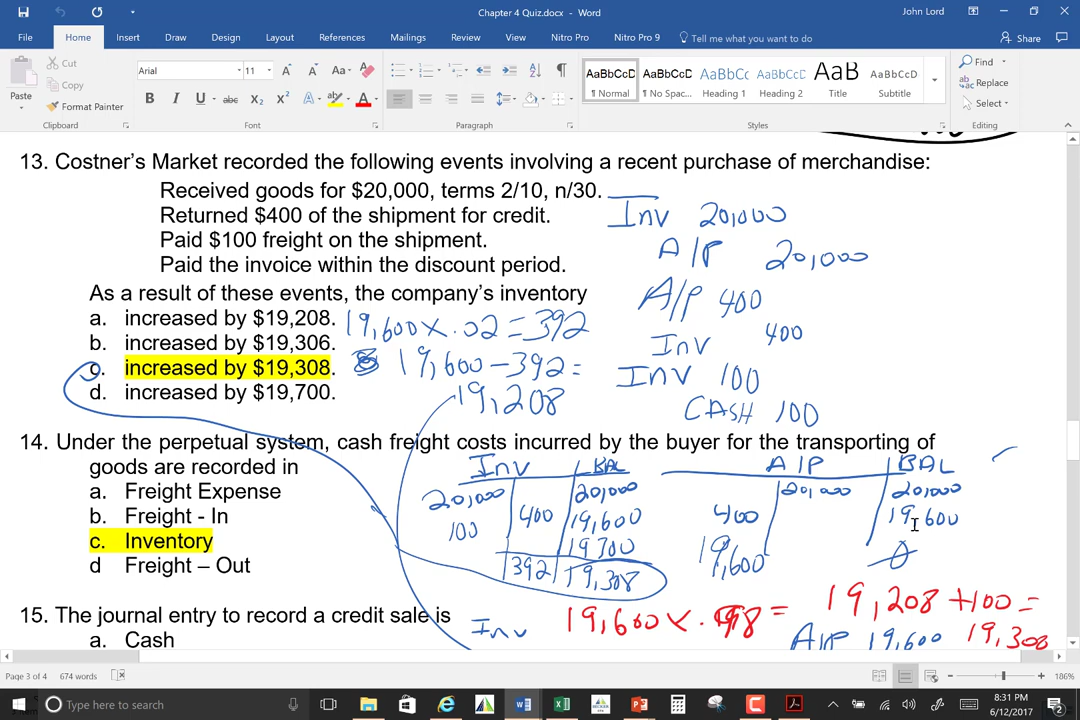 Chapter 4 Quiz.docx - Word
John Lord
File Home Insert Draw Design Layout References Mailings Review View Nitro Pro Nitro Pro 9 Tell me what you want to do
Share
Paste
Cut
Copy
Format Painter
Clipboard
Arial 11
Font
Paragraph
AaBbCcD AaBbCcD AaBbCc AaBbCcC AaB AaBbCcD
¶ Normal ¶ No Spac... Heading 1 Heading 2 Title Subtitle
Styles
Find
Replace
Select
Editing
13. Costner's Market recorded the following events involving a recent purchase of merchandise:
Received goods for $20,000, terms 2/10, n/30.
Inv 20,000
Returned $400 of the shipment for credit.
Paid $100 freight on the shipment.
A/P 20,000
Paid the invoice within the discount period.
As a result of these events, the company's inventory
A/P 400
a. increased by $19,208.
19,600 x .02 = 392
Inv 400
b. increased by $19,306.
c. increased by $19,308.
19,600 - 392 =
Inv 100
d. increased by $19,700.
19,208
CASH 100
14. Under the perpetual system, cash freight costs incurred by the buyer for the transporting of
goods are recorded in
a. Freight Expense
b. Freight - In
c. Inventory
d Freight – Out
Inv BAL
20,000 20,000
400 19,600
100 19,700
392 19,308
A/P BAL
20,000 20,000
400 19,600
19,600 0
19,600 x .98 = 19,208 + 100 =
19,308
15. The journal entry to record a credit sale is
Inv
A/P 19,600
a. Cash
Page 3 of 4 674 words
186%
Type here to search
8:31 PM
6/12/2017
2